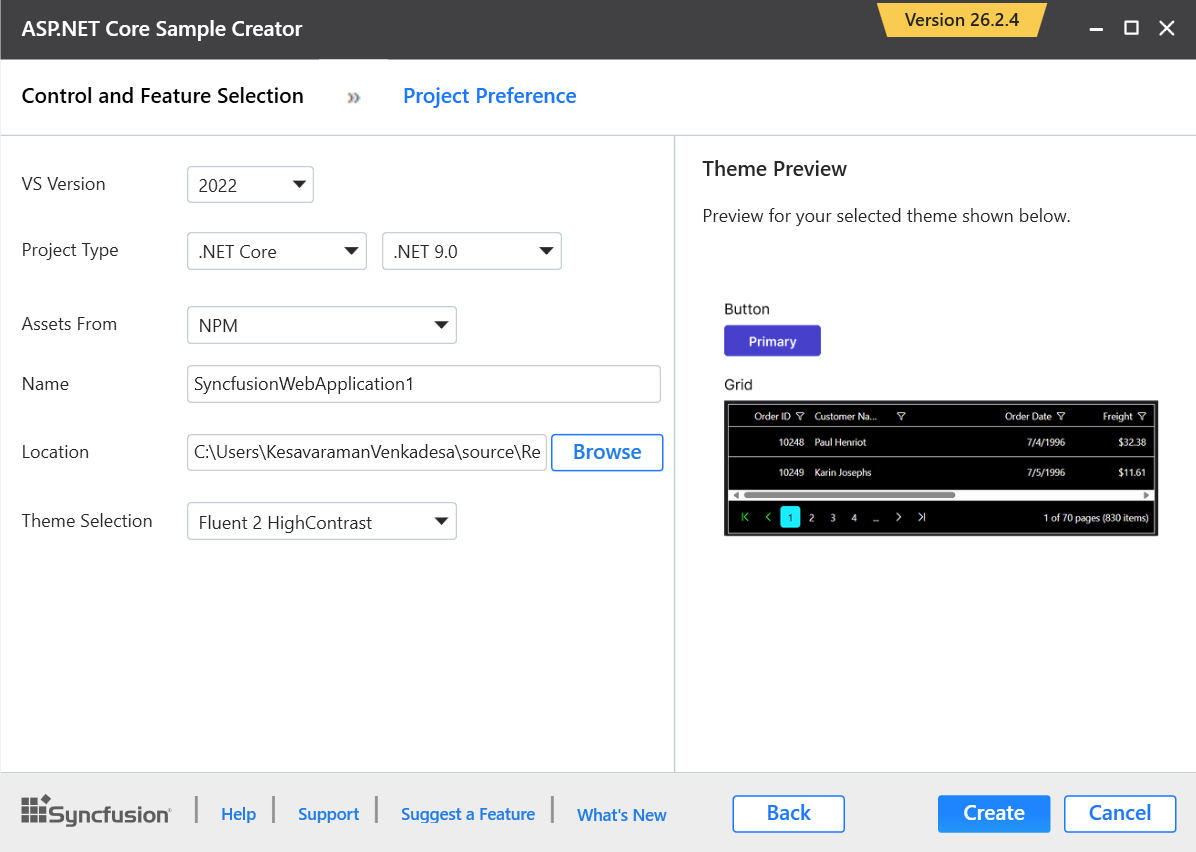 ASP.NET Core Sample Creator
Version 26.2.4
Control and Feature Selection » Project Preference
VS Version 2022
Project Type .NET Core .NET 9.0
Assets From NPM
Name SyncfusionWebApplication1
Location C:\Users\KesavaramanVenkadesa\source\Re Browse
Theme Selection Fluent 2 HighContrast
Theme Preview
Preview for your selected theme shown below.
Button
Primary
Grid
Order ID Customer Na... Order Date Freight
10248 Paul Henriot 7/4/1996 $32.38
10249 Karin Josephs 7/5/1996 $11.61
1 2 3 4 ... 1 of 70 pages (830 items)
Syncfusion® | Help | Support | Suggest a Feature | What's New Back Create Cancel